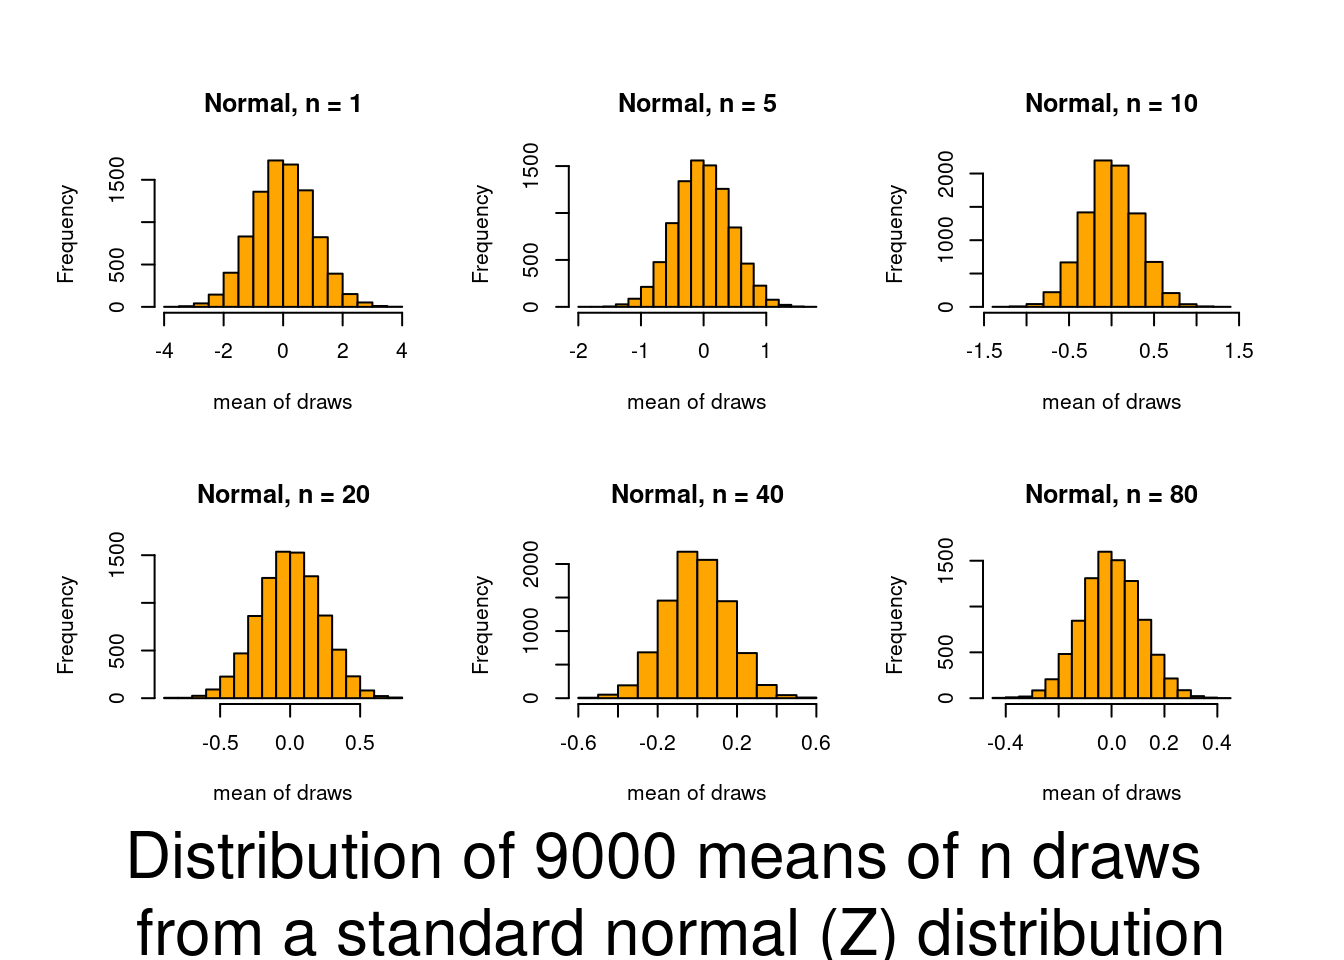 Normal, n = 1
Frequency
0 500 1500
-4 -2 0 2 4
mean of draws
Normal, n = 5
Frequency
0 500 1500
-2 -1 0 1
mean of draws
Normal, n = 10
Frequency
0 1000 2000
-1.5 -0.5 0.5 1.5
mean of draws
Normal, n = 20
Frequency
0 500 1500
-0.5 0.0 0.5
mean of draws
Normal, n = 40
Frequency
0 1000 2000
-0.6 -0.2 0.2 0.6
mean of draws
Normal, n = 80
Frequency
0 500 1500
-0.4 0.0 0.2 0.4
mean of draws
Distribution of 9000 means of n draws
from a standard normal (Z) distribution